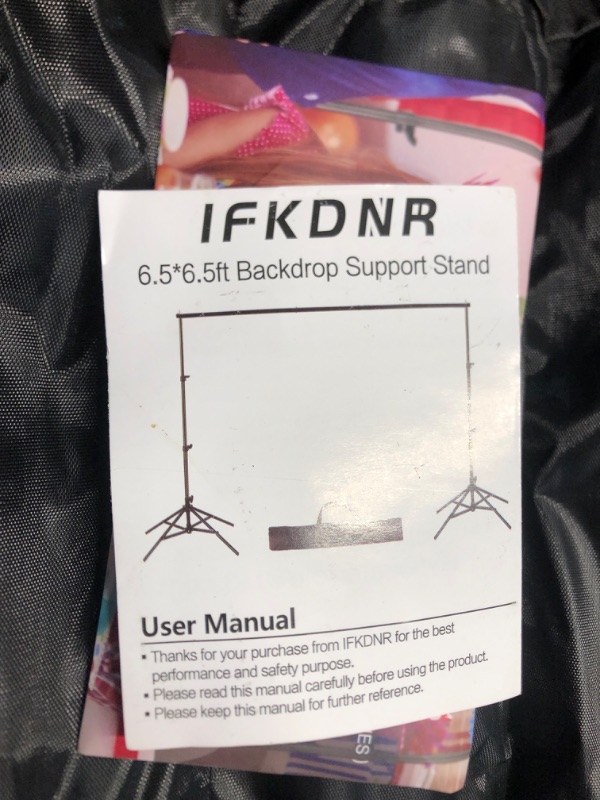 IFKDNR
6.5*6.5ft Backdrop Support Stand
User Manual
▪ Thanks for your purchase from IFKDNR for the best
performance and safety purpose.
▪ Please read this manual carefully before using the product.
▪ Please keep this manual for further reference.
ES )